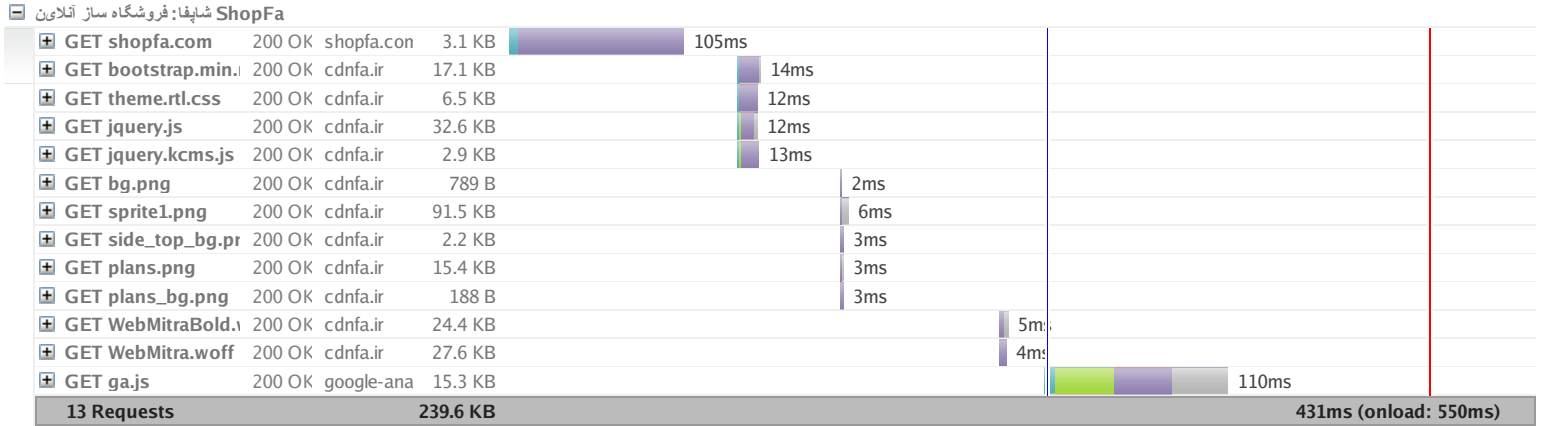 ShopFa شاپفا: فروشگاه ساز آنلاین
GET shopfa.com 200 OK shopfa.con 3.1 KB 105ms
GET bootstrap.min. 200 OK cdnfa.ir 17.1 KB 14ms
GET theme.rtl.css 200 OK cdnfa.ir 6.5 KB 12ms
GET jquery.js 200 OK cdnfa.ir 32.6 KB 12ms
GET jquery.kcms.js 200 OK cdnfa.ir 2.9 KB 13ms
GET bg.png 200 OK cdnfa.ir 789 B 2ms
GET sprite1.png 200 OK cdnfa.ir 91.5 KB 6ms
GET side_top_bg.pr 200 OK cdnfa.ir 2.2 KB 3ms
GET plans.png 200 OK cdnfa.ir 15.4 KB 3ms
GET plans_bg.png 200 OK cdnfa.ir 188 B 3ms
GET WebMitraBold.w 200 OK cdnfa.ir 24.4 KB 5ms
GET WebMitra.woff 200 OK cdnfa.ir 27.6 KB 4ms
GET ga.js 200 OK google-ana 15.3 KB 110ms
13 Requests 239.6 KB 431ms (onload: 550ms)